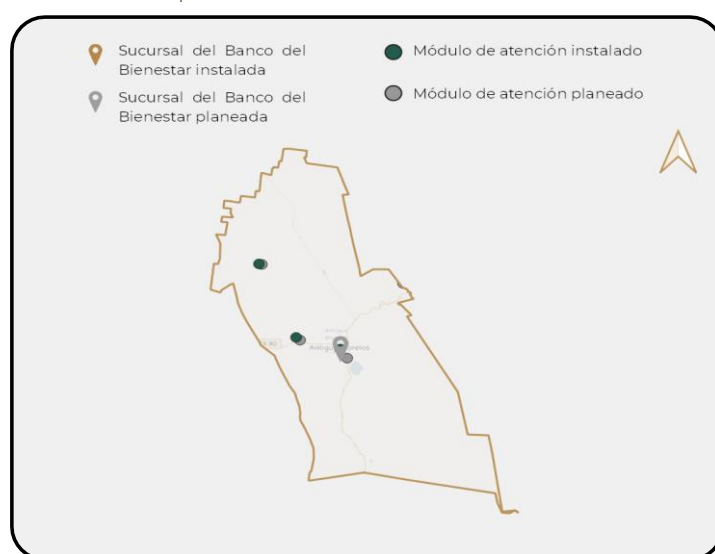 Sucursal del Banco del
Bienestar instalada
Módulo de atención instalado
Sucursal del Banco del
Bienestar planeada
Módulo de atención planeado